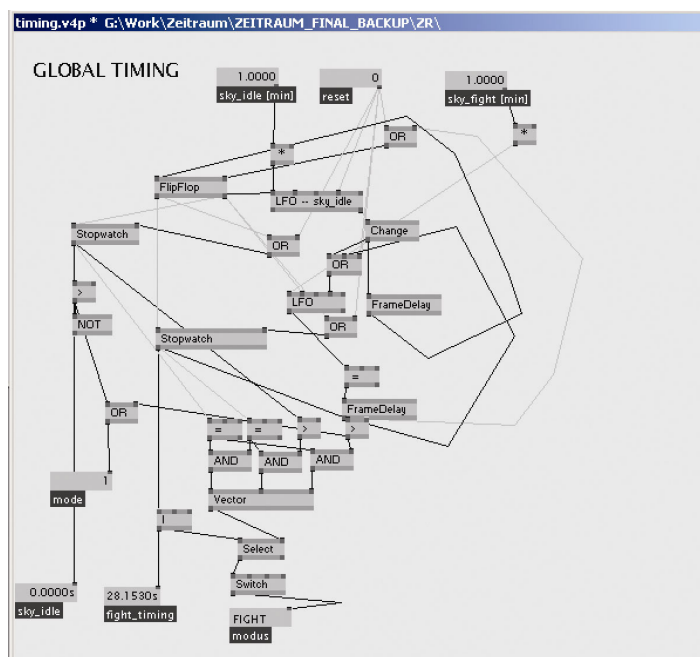 timing.v4p * G:\Work\Zeitraum\ZEITRAUM_FINAL_BACKUP\ZR\
GLOBAL TIMING
1.0000
sky_idle [min]
0
reset
1.0000
sky_fight [min]
OR
*
*
FlipFlop
LFO -- sky_idle
Stopwatch
Change
OR
OR
>
LFO
FrameDelay
NOT
OR
Stopwatch
=
OR
FrameDelay
=
=
>
>
AND
AND
AND
1
mode
Vector
|
Select
Switch
0.0000s
sky_idle
28.1530s
fight_timing
FIGHT
modus